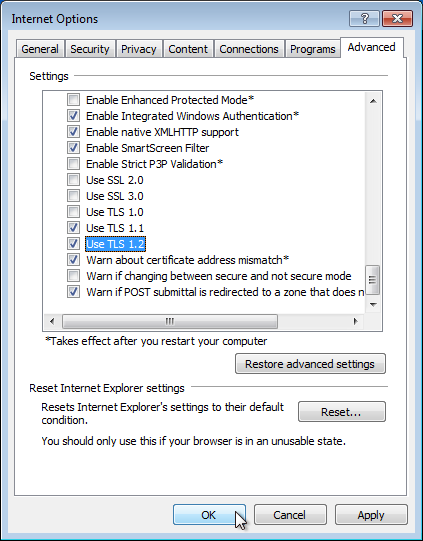 Internet Options
General Security Privacy Content Connections Programs Advanced
Settings
Enable Enhanced Protected Mode*
Enable Integrated Windows Authentication*
Enable native XMLHTTP support
Enable SmartScreen Filter
Enable Strict P3P Validation*
Use SSL 2.0
Use SSL 3.0
Use TLS 1.0
Use TLS 1.1
Use TLS 1.2
Warn about certificate address mismatch*
Warn if changing between secure and not secure mode
Warn if POST submittal is redirected to a zone that does n
*Takes effect after you restart your computer
Restore advanced settings
Reset Internet Explorer settings
Resets Internet Explorer's settings to their default
condition.
Reset...
You should only use this if your browser is in an unusable state.
OK Cancel Apply